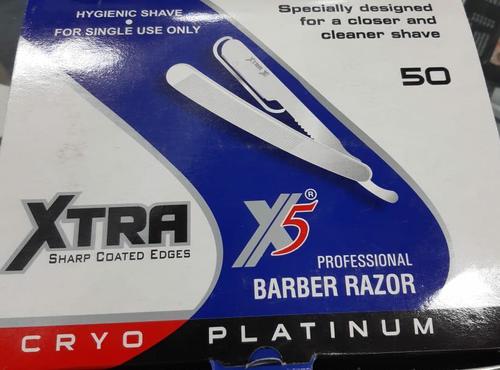 HYGIENIC SHAVE
•
FOR SINGLE USE ONLY
Specially designed
for a closer and
cleaner shave
50
XTRA X5
XTRA
SHARP COATED EDGES
X5®
PROFESSIONAL
BARBER RAZOR
CRYO PLATINUM